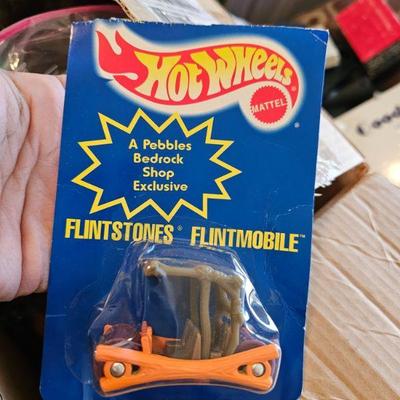 Hot Wheels
MATTEL
A Pebbles
Bedrock
Shop
Exclusive
FLINTSTONES® FLINTMOBILE™